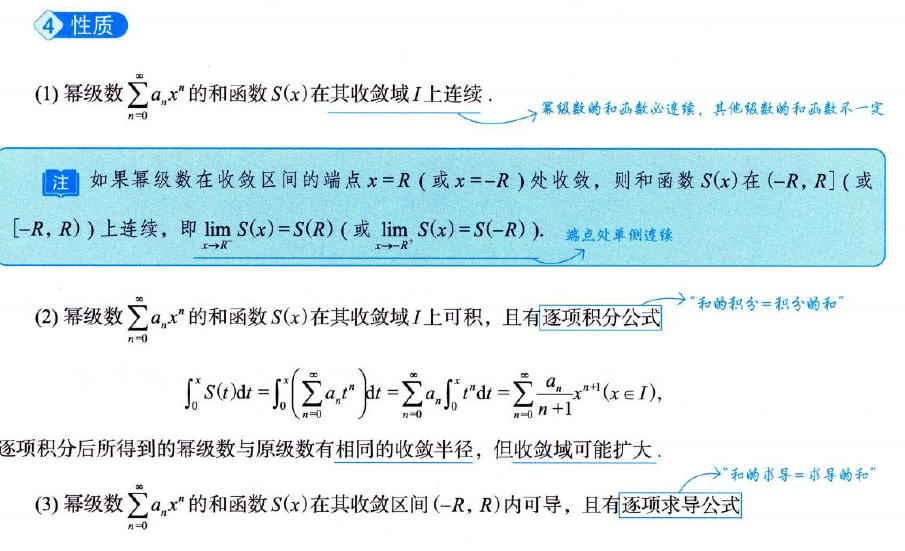 ④ 性质
(1) 幂级数 $\sum_{n=0}^{\infty} a_n x^n$ 的和函数 S(x) 在其收敛域 I 上连续.
幂级数的和函数必连续，其他级数的和函数不一定
注 如果幂级数在收敛区间的端点 x=R (或 x=-R) 处收敛，则和函数 S(x) 在 (-R, R] (或
[-R, R)) 上连续，即 $\lim_{x \to R^-} S(x)=S(R)$ (或 $\lim_{x \to -R^+} S(x)=S(-R)$).
端点处单侧连续
"和的积分=积分的和"
(2) 幂级数 $\sum_{n=0}^{\infty} a_n x^n$ 的和函数 S(x) 在其收敛域 I 上可积，且有逐项积分公式
$\int_0^x S(t)dt = \int_0^x \left( \sum_{n=0}^{\infty} a_n t^n \right) dt = \sum_{n=0}^{\infty} a_n \int_0^x t^n dt = \sum_{n=0}^{\infty} \frac{a_n}{n+1} x^{n+1} (x \in I),$
逐项积分后所得到的幂级数与原级数有相同的收敛半径，但收敛域可能扩大.
"和的求导=求导的和"
(3) 幂级数 $\sum_{n=0}^{\infty} a_n x^n$ 的和函数 S(x) 在其收敛区间 (-R, R) 内可导，且有逐项求导公式